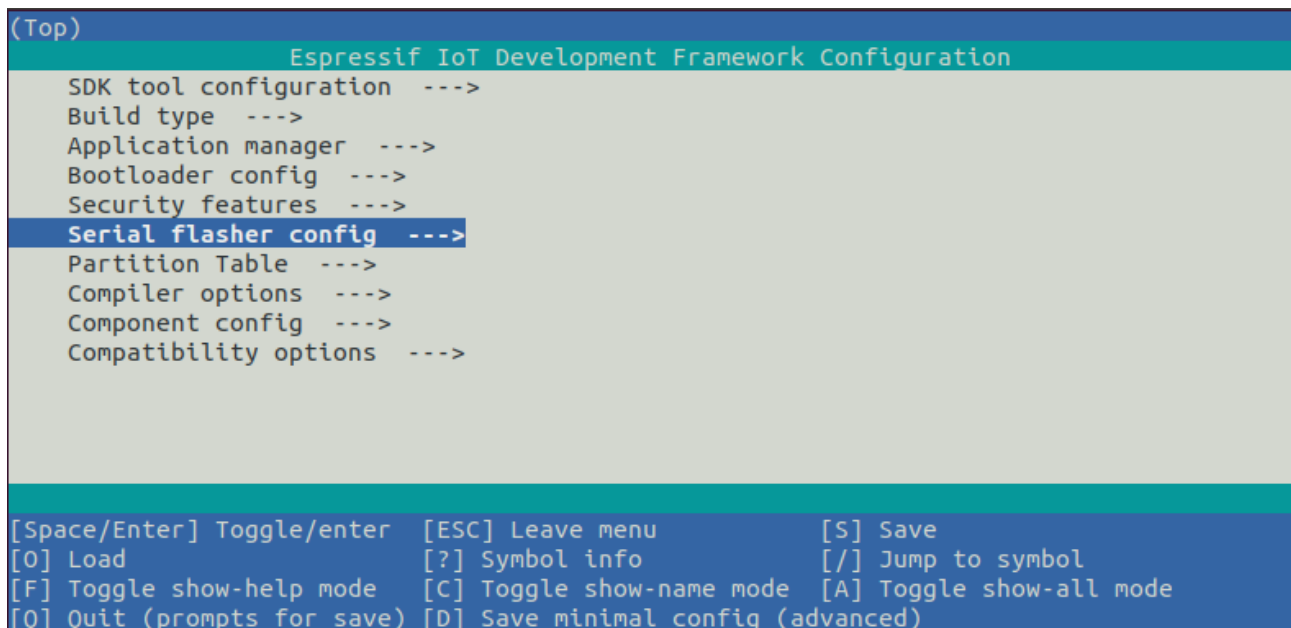 (Top)
Espressif IoT Development Framework Configuration
SDK tool configuration --->
Build type --->
Application manager --->
Bootloader config --->
Security features --->
Serial flasher config --->
Partition Table --->
Compiler options --->
Component config --->
Compatibility options --->
[Space/Enter] Toggle/enter [ESC] Leave menu [S] Save
[O] Load [?] Symbol info [/] Jump to symbol
[F] Toggle show-help mode [C] Toggle show-name mode [A] Toggle show-all mode
[Q] Quit (prompts for save) [D] Save minimal config (advanced)